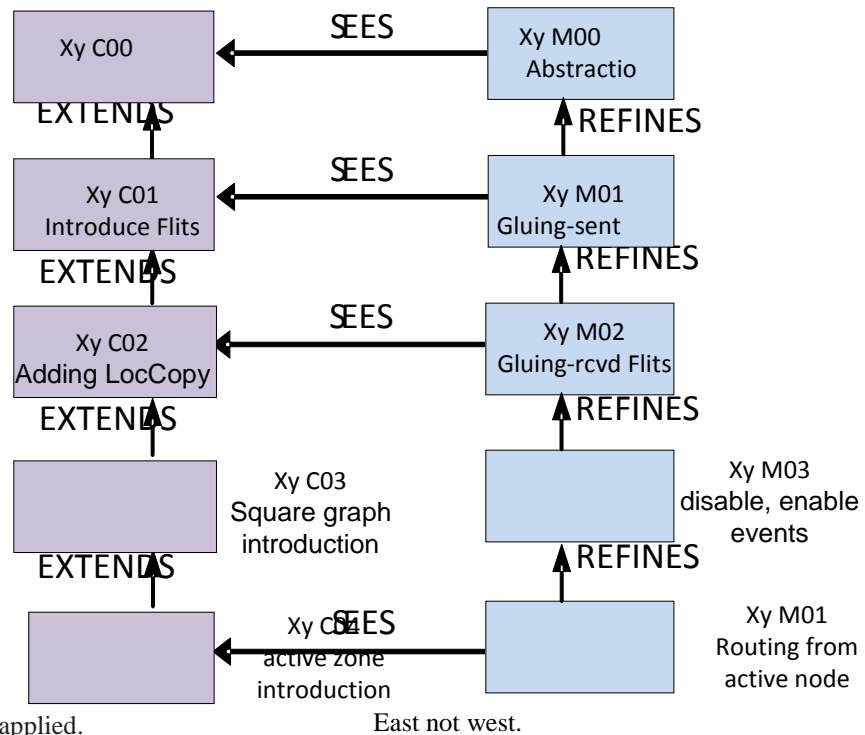 Xy C00
SEES
Xy M00
Abstractio
EXTENDS
REFINES
Xy C01
Introduce Flits
SEES
Xy M01
Gluing-sent
EXTENDS
REFINES
Xy C02
Adding LocCopy
SEES
Xy M02
Gluing-rcvd Flits
EXTENDS
REFINES
Xy C03
Square graph
introduction
Xy M03
disable, enable
events
EXTENDS
REFINES
Xy C04
active zone
introduction
SEES
Xy M01
Routing from
active node
applied.
East not west.